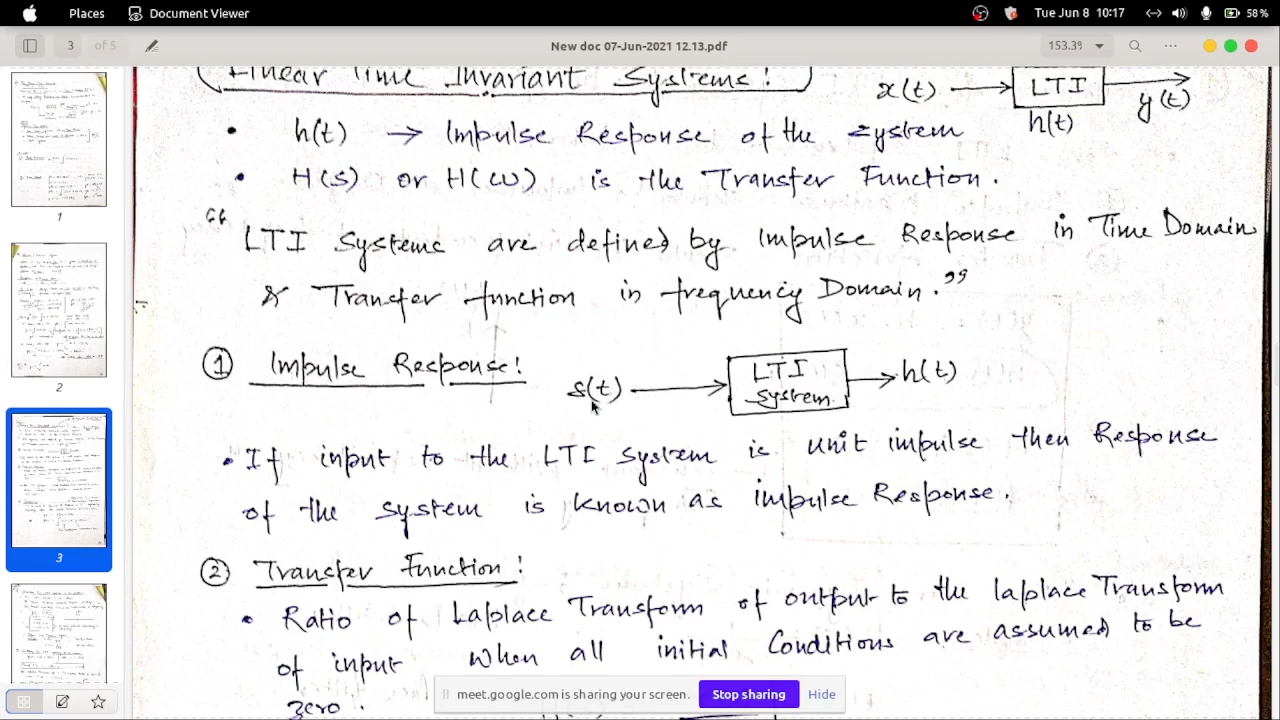 Places Document Viewer Tue Jun 8 10:17 58 %
3 of 5 New doc 07-Jun-2021 12.13.pdf 153.39
1
2
3
Linear Time Invariant Systems!
x(t) LTI y(t)
h(t)
• h(t) → Impulse Response of the system
• H(s) or H(ω) is the Transfer Function.
“LTI Systems are defined by Impulse Response in Time Domain
& Transfer function in frequency Domain.”
① Impulse Response!
δ(t) LTI System h(t)
• If input to the LTI System is unit impulse then Response
of the system is known as impulse Response.
② Transfer Function!
• Ratio of Laplace Transform of output to the laplace Transform
of input when all initial Conditions are assumed to be
zero.
meet.google.com is sharing your screen. Stop sharing Hide